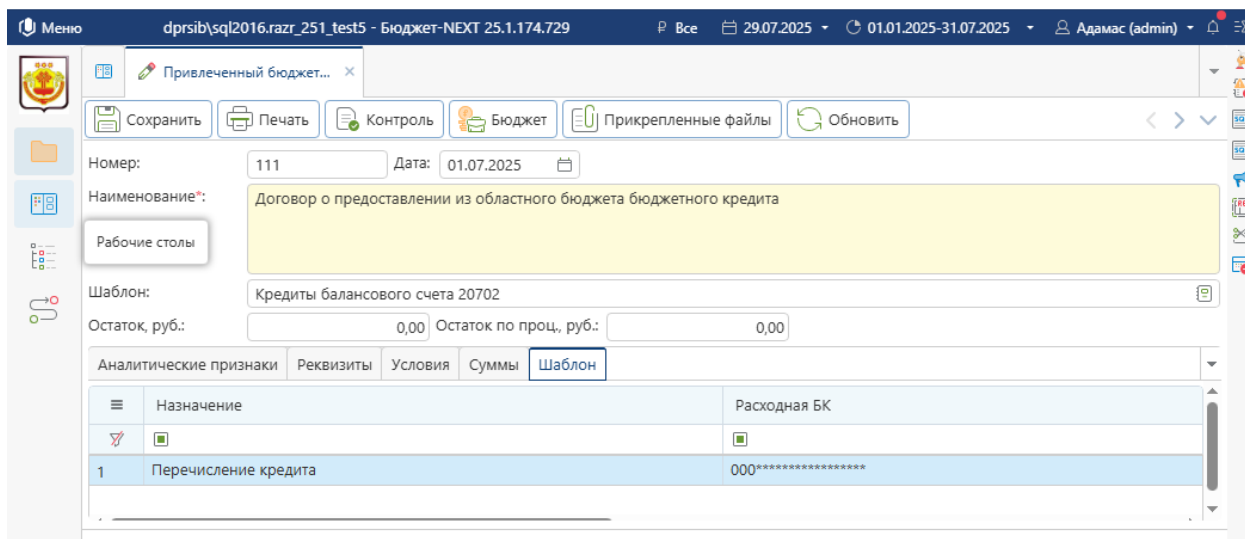 Меню dprsib\sql2016.razr_251_test5 - Бюджет-NEXT 25.1.174.729 ₽ Все 29.07.2025 01.01.2025-31.07.2025 Адамас (admin)
Привлеченный бюджет...
Сохранить Печать Контроль Бюджет Прикрепленные файлы Обновить
Номер: 111 Дата: 01.07.2025
Наименование*: Договор о предоставлении из областного бюджета бюджетного кредита
Рабочие столы
Шаблон: Кредиты балансового счета 20702
Остаток, руб.: 0,00 Остаток по проц., руб.: 0,00
Аналитические признаки Реквизиты Условия Суммы Шаблон
Назначение Расходная БК
1 Перечисление кредита 000*****************